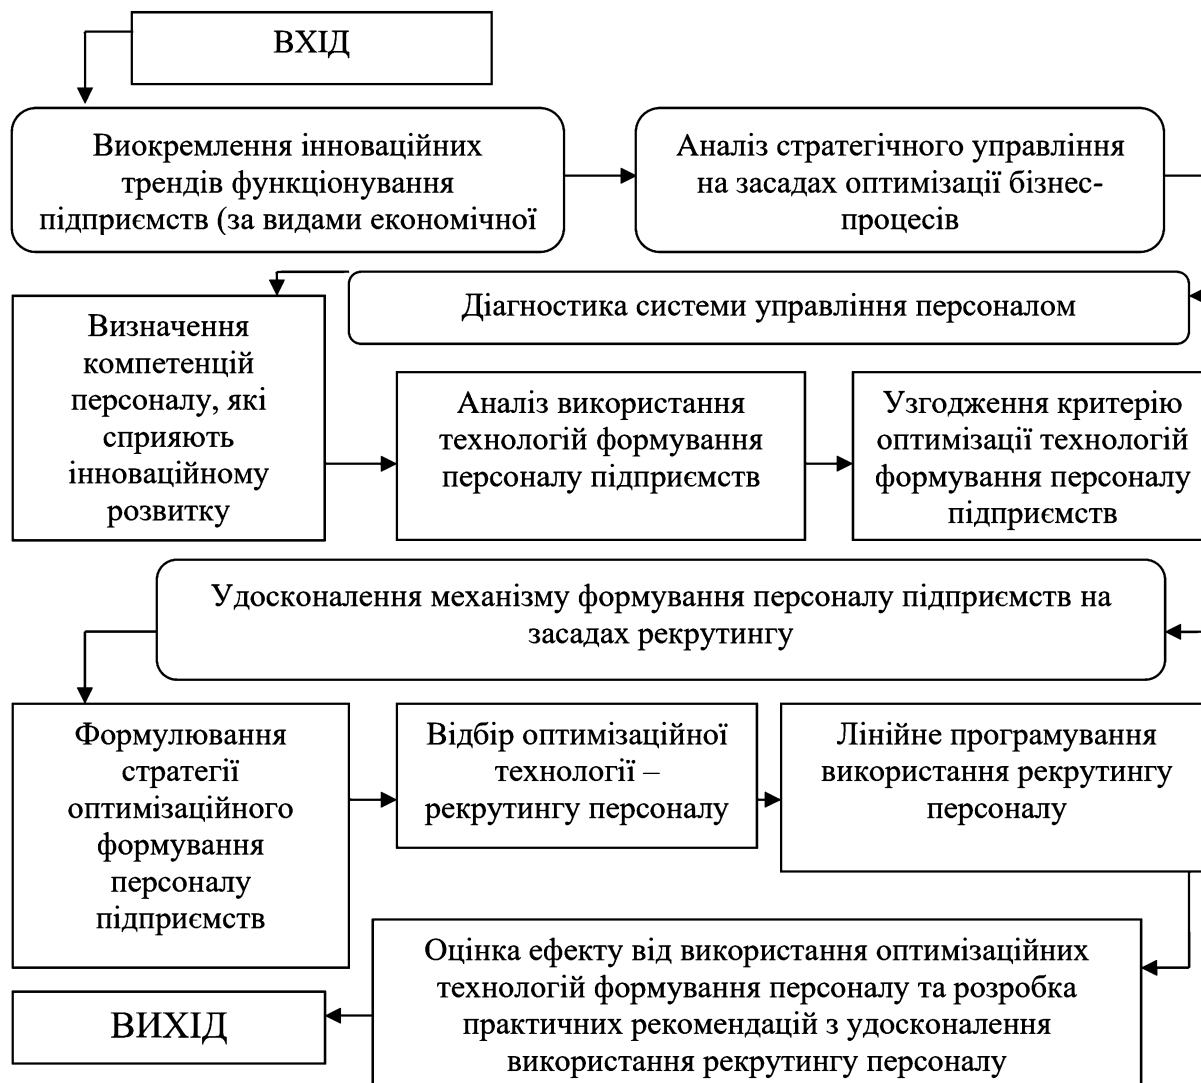 ВХІД
Виокремлення інноваційних
трендів функціонування
підприємств (за видами економічної
Аналіз стратегічного управління
на засадах оптимізації бізнес-
процесів
Діагностика системи управління персоналом
Визначення
компетенцій
персоналу, які
сприяють
інноваційному
розвитку
Аналіз використання
технологій формування
персоналу підприємств
Узгодження критерію
оптимізації технологій
формування персоналу
підприємств
Удосконалення механізму формування персоналу підприємств на
засадах рекрутингу
Формулювання
стратегії
оптимізаційного
формування
персоналу
підприємств
Відбір оптимізаційної
технології –
рекрутингу персоналу
Лінійне програмування
використання рекрутингу
персоналу
Оцінка ефекту від використання оптимізаційних
технологій формування персоналу та розробка
практичних рекомендацій з удосконалення
використання рекрутингу персоналу
ВИХІД